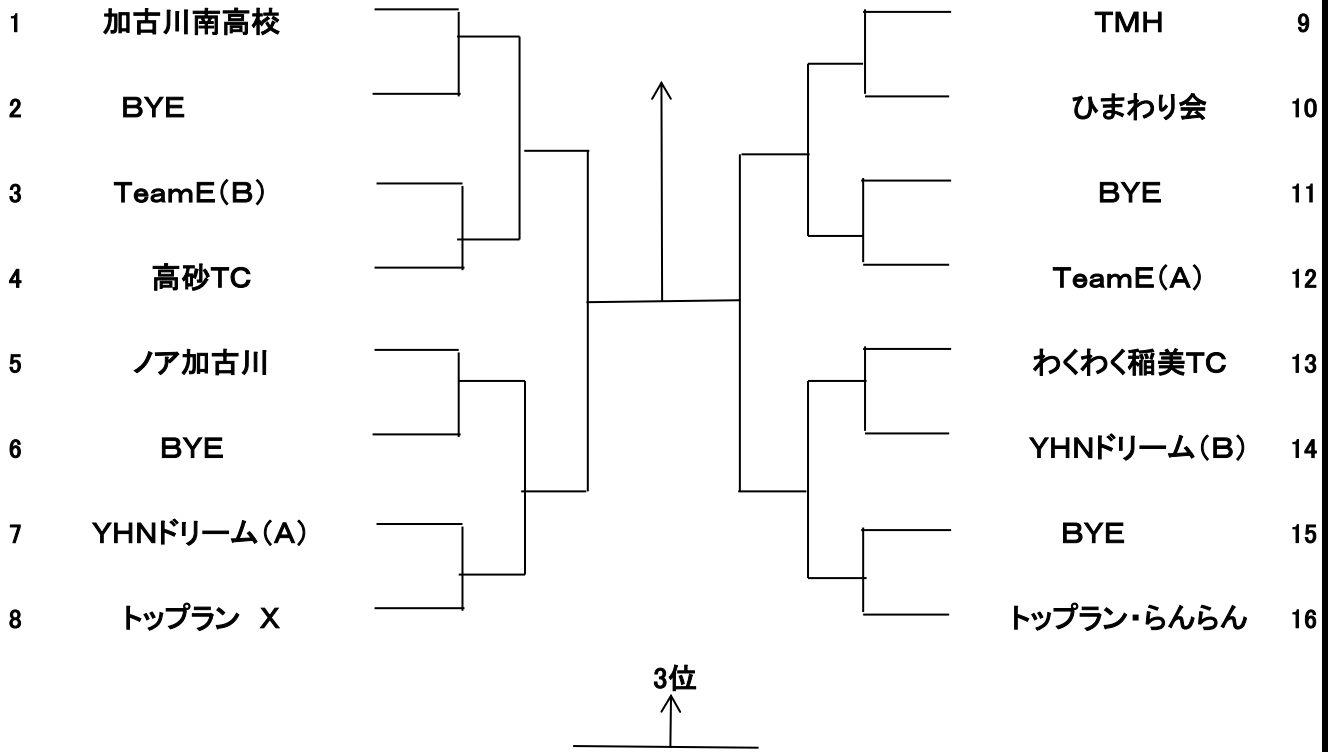 1 加古川南高校 TMH 9
2 BYE ひまわり会 10
3 TeamE(B) BYE 11
4 高砂TC TeamE(A) 12
5 ノア加古川 わくわく稲美TC 13
6 BYE YHNドリーム(B) 14
7 YHNドリーム(A) BYE 15
8 トップラン X トップラン・らんらん 16
3位